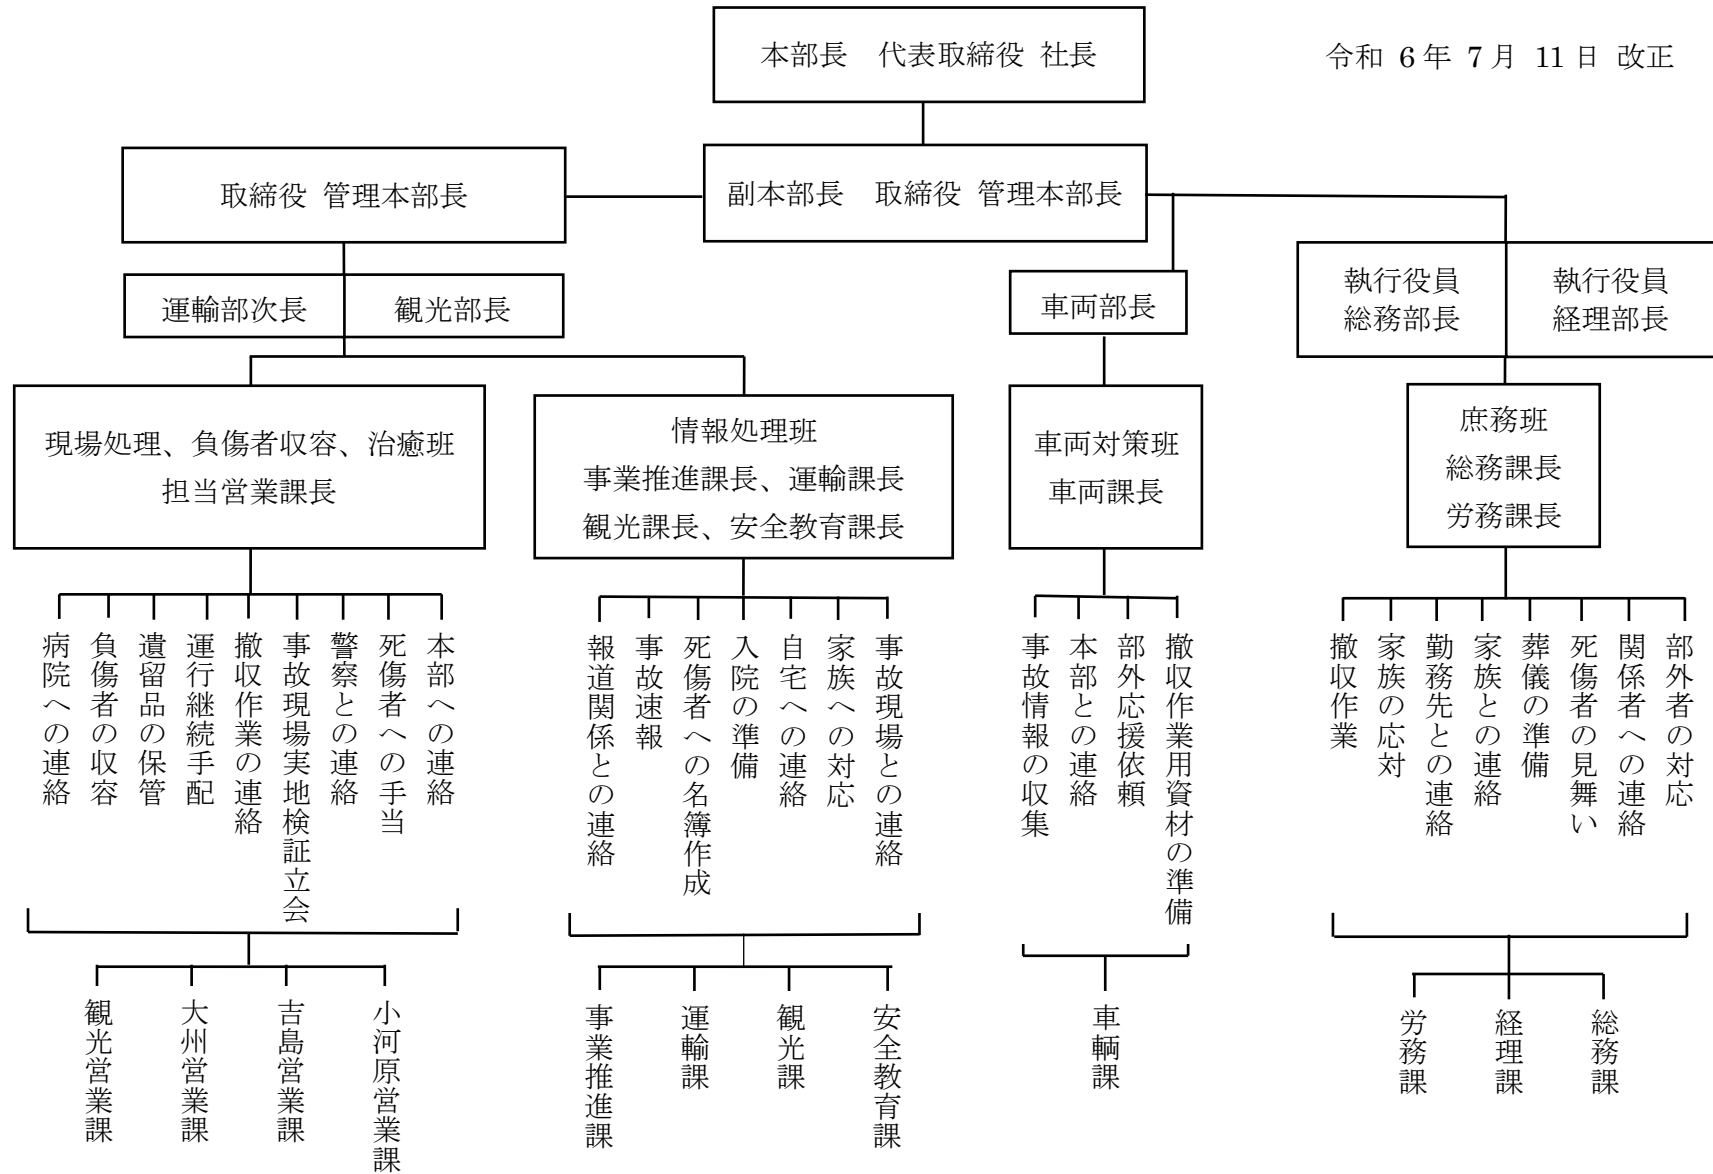 本部長　代表取締役 社長
令和 6年 7月 11日 改正
取締役 管理本部長
副本部長　取締役 管理本部長
運輸部次長
観光部長
車両部長
執行役員
総務部長
執行役員
経理部長
現場処理、負傷者収容、治癒班
担当営業課長
情報処理班
事業推進課長、運輸課長
観光課長、安全教育課長
車両対策班
車両課長
庶務班
総務課長
労務課長
病院への連絡
負傷者の収容
遺留品の保管
運行継続手配
撤収作業の連絡
事故現場実地検証立会
警察との連絡
死傷者への手当
本部への連絡
報道関係との連絡
事故速報
死傷者への名簿作成
入院の準備
自宅への連絡
家族への対応
事故現場との連絡
事故情報の収集
本部との連絡
部外応援依頼
撤収作業用資材の準備
撤収作業
家族の応対
勤務先との連絡
家族との連絡
葬儀の準備
死傷者の見舞い
関係者への連絡
部外者の対応
観光営業課
大州営業課
吉島営業課
小河原営業課
事業推進課
運輸課
観光課
安全教育課
車輌課
労務課
経理課
総務課